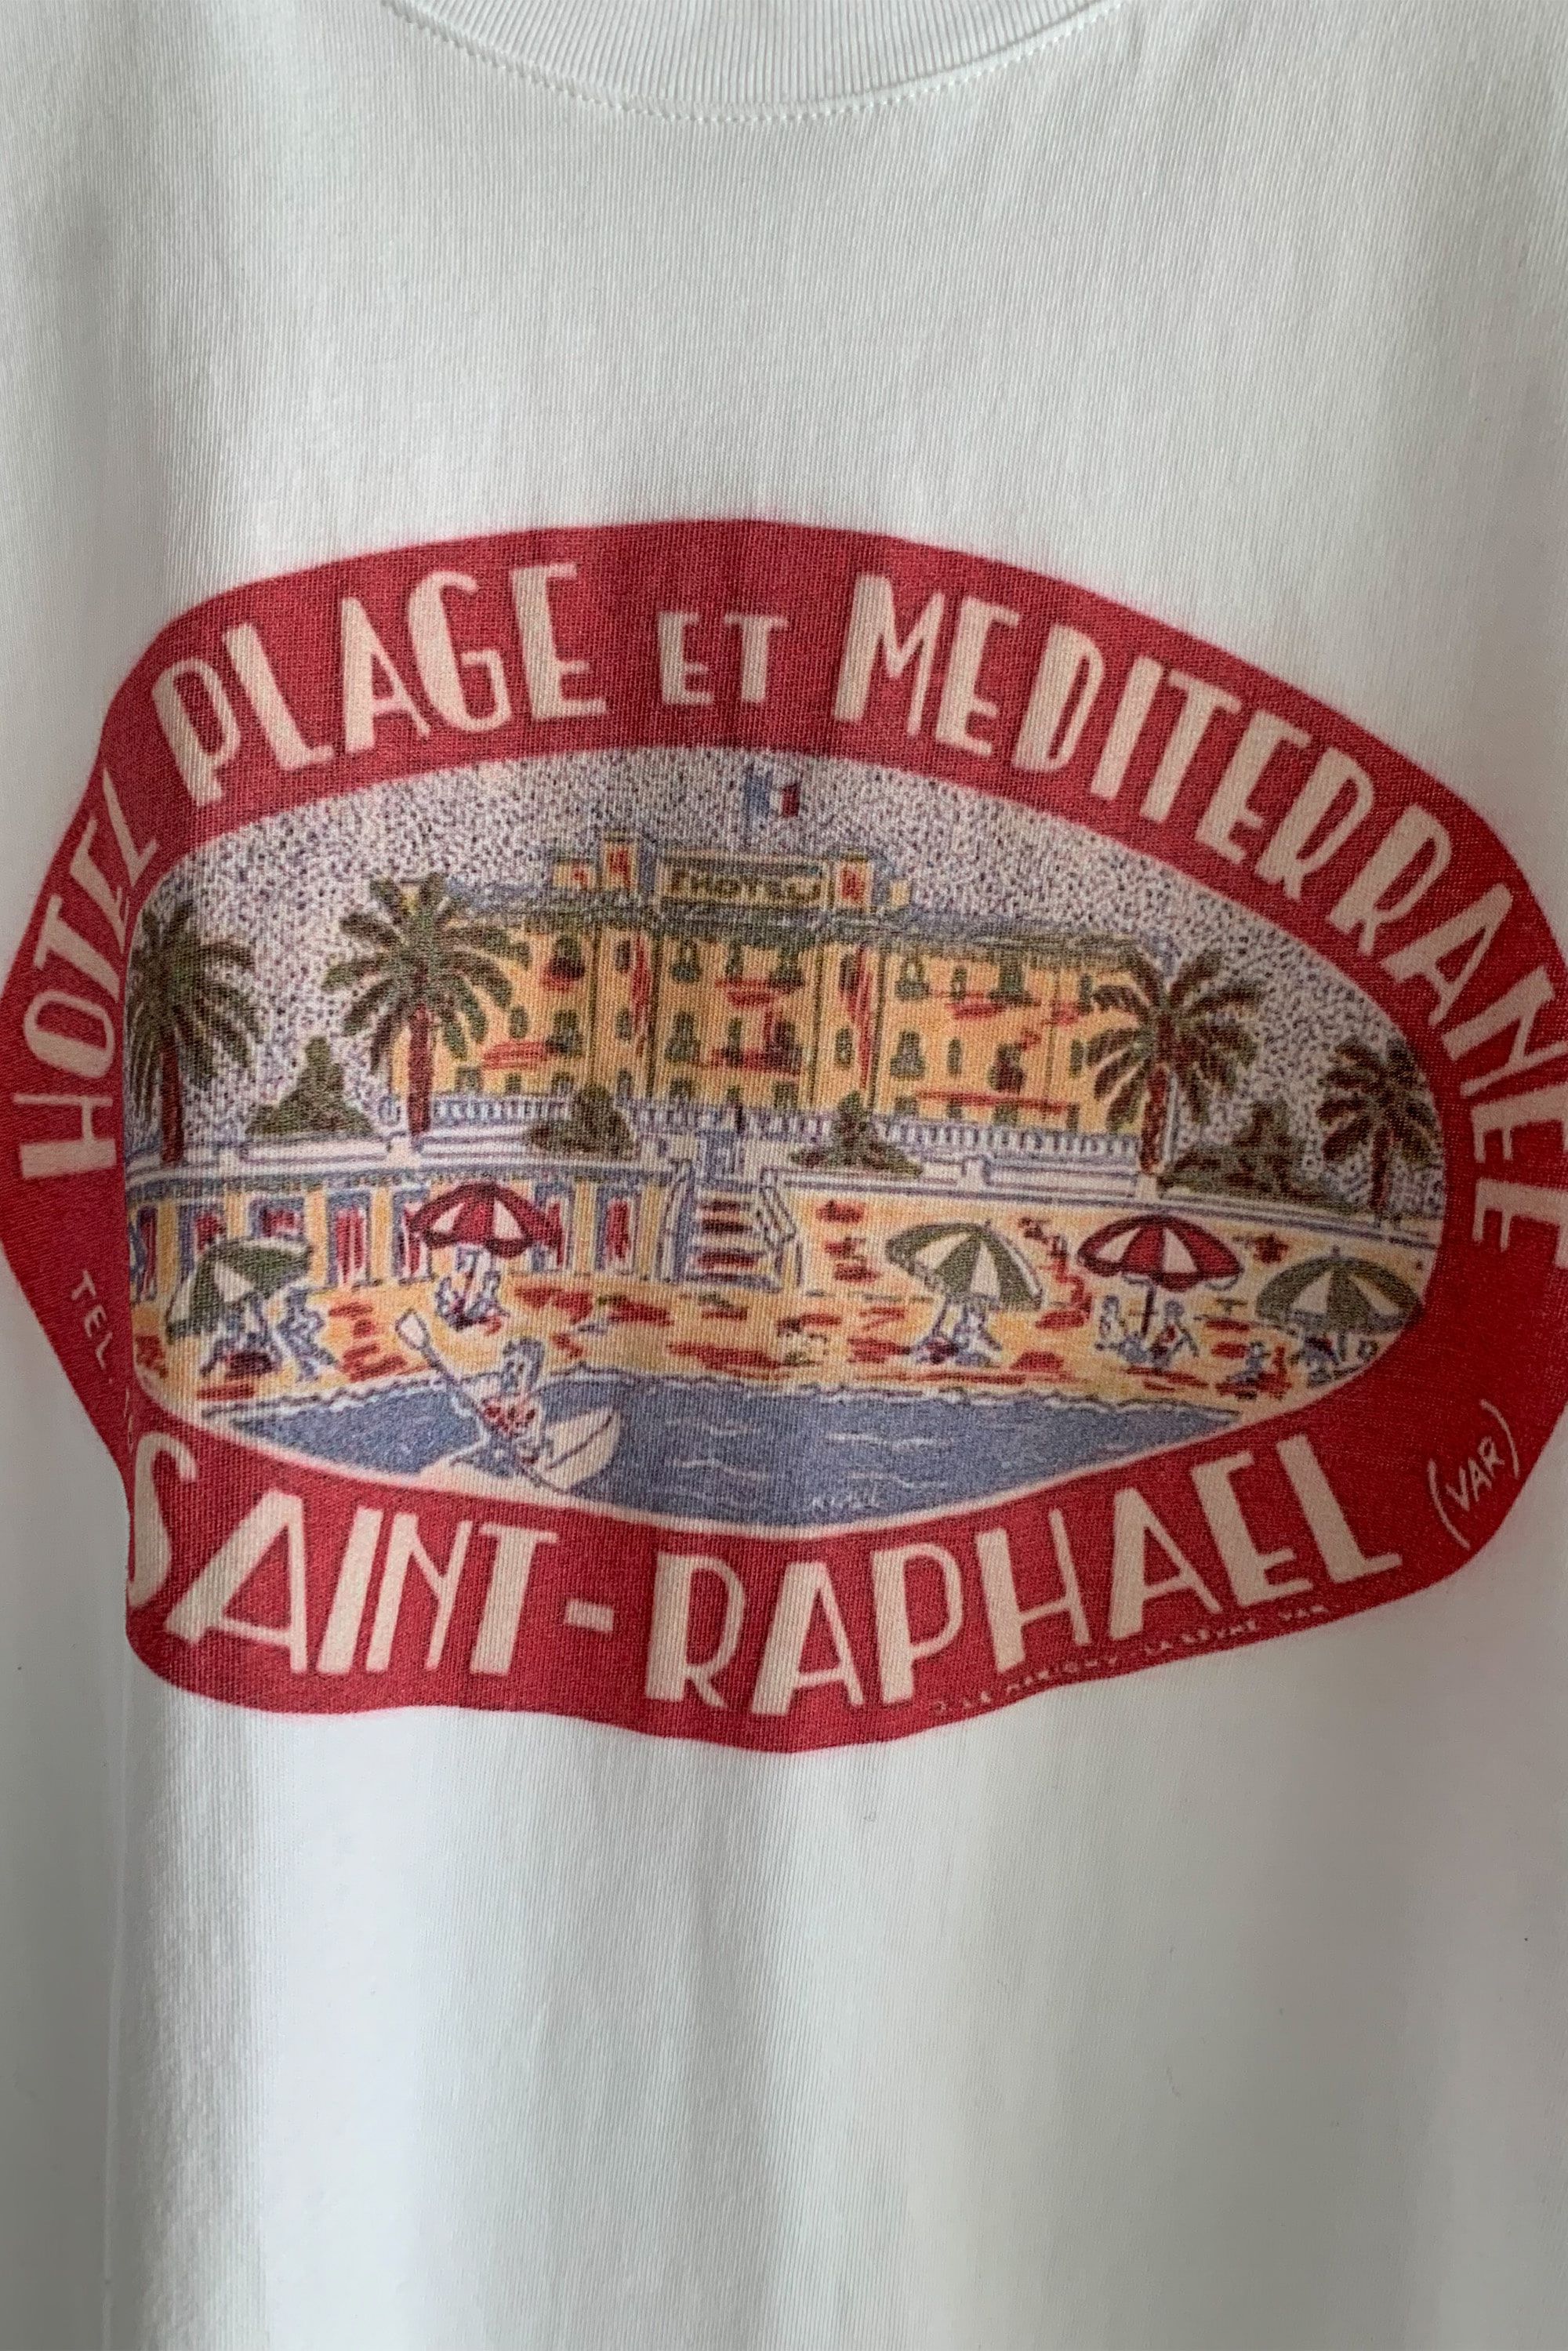 HOTEL PLAGE ET MEDITERRANEE
HOTEL
TEL.
SAINT-RAPHAEL
(VAR)